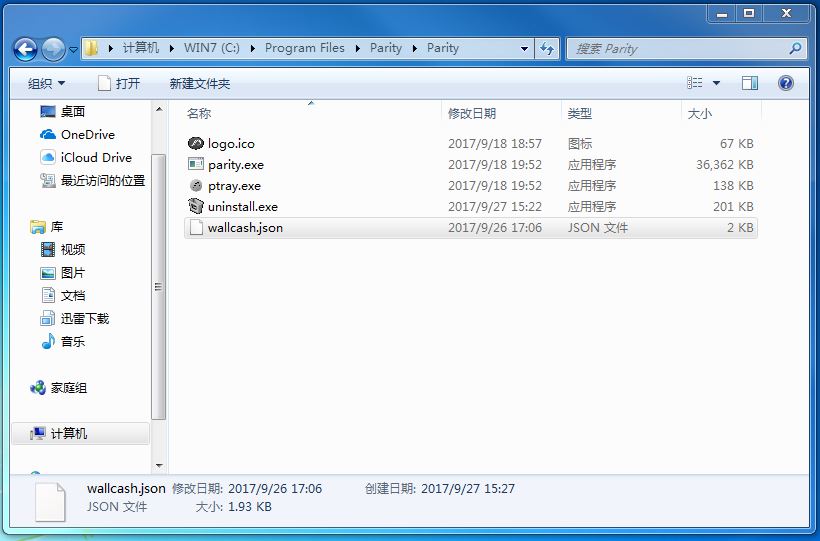 计算机 WIN7 (C:) Program Files Parity Parity 搜索 Parity
组织 打开 新建文件夹
桌面
OneDrive
iCloud Drive
最近访问的位置
库
视频
图片
文档
迅雷下载
音乐
家庭组
计算机
名称 修改日期 类型 大小
logo.ico 2017/9/18 18:57 图标 67 KB
parity.exe 2017/9/18 19:52 应用程序 36,362 KB
ptray.exe 2017/9/18 19:52 应用程序 138 KB
uninstall.exe 2017/9/27 15:22 应用程序 201 KB
wallcash.json 2017/9/26 17:06 JSON 文件 2 KB
wallcash.json 修改日期: 2017/9/26 17:06 创建日期: 2017/9/27 15:27
JSON 文件 大小: 1.93 KB